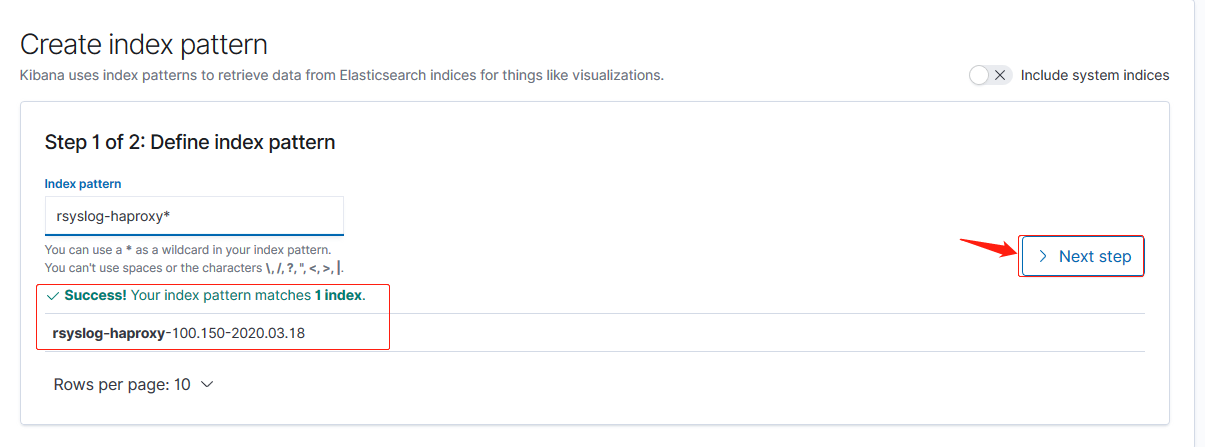 Create index pattern
Kibana uses index patterns to retrieve data from Elasticsearch indices for things like visualizations.
Include system indices
Step 1 of 2: Define index pattern
Index pattern
rsyslog-haproxy*
You can use a * as a wildcard in your index pattern.
You can't use spaces or the characters \, /, ?, ", <, >, |.
Next step
Success! Your index pattern matches 1 index.
rsyslog-haproxy-100.150-2020.03.18
Rows per page: 10